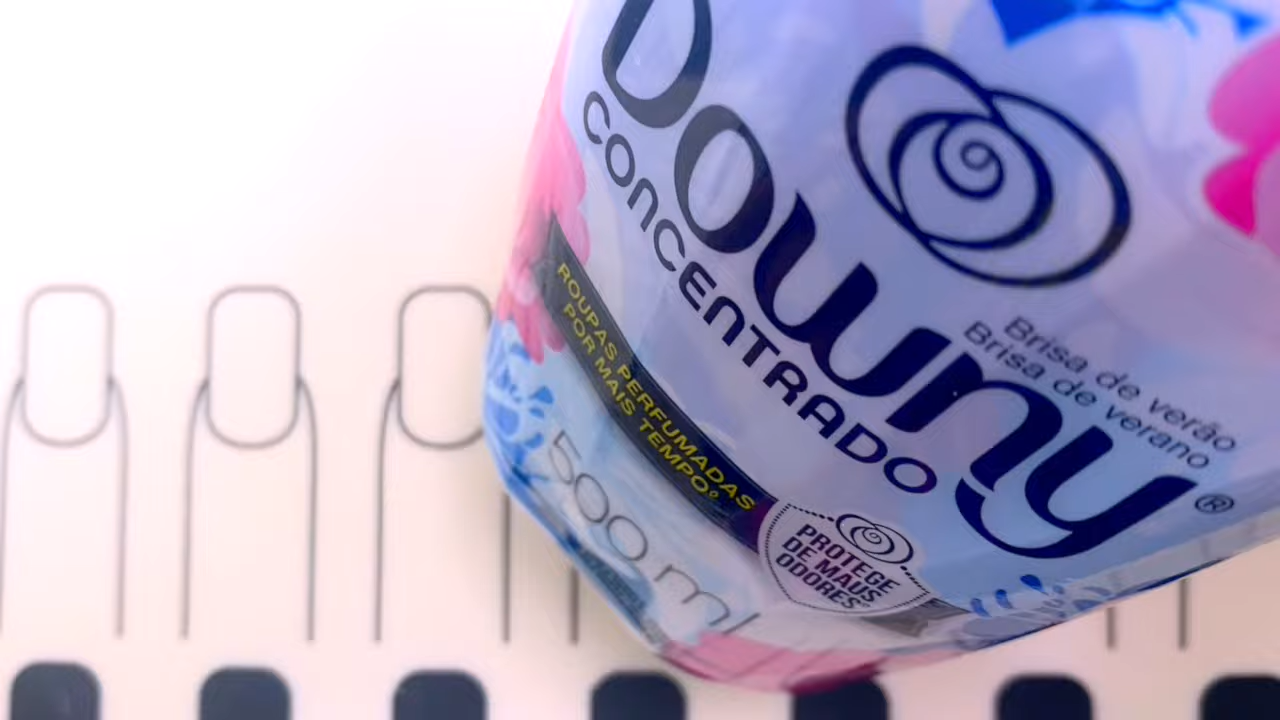 Downy
CONCENTRADO
Brisa de verão
Brisa de verano
®
ROUPAS PERFUMADAS
POR MAIS TEMPO°
PROTEGE
DE MAUS
ODORES°
500 ml